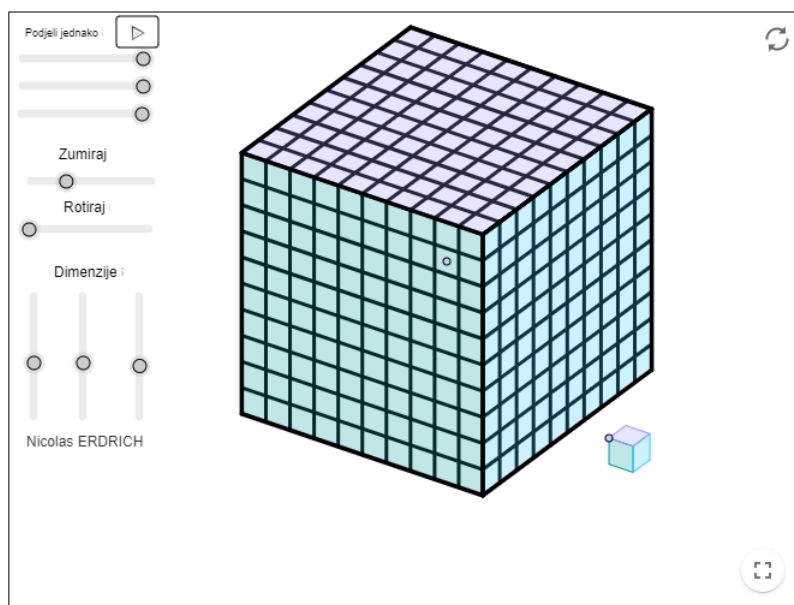 Podjeli jednako
Zumiraj
Rotiraj
Dimenzije
Nicolas ERDRICH